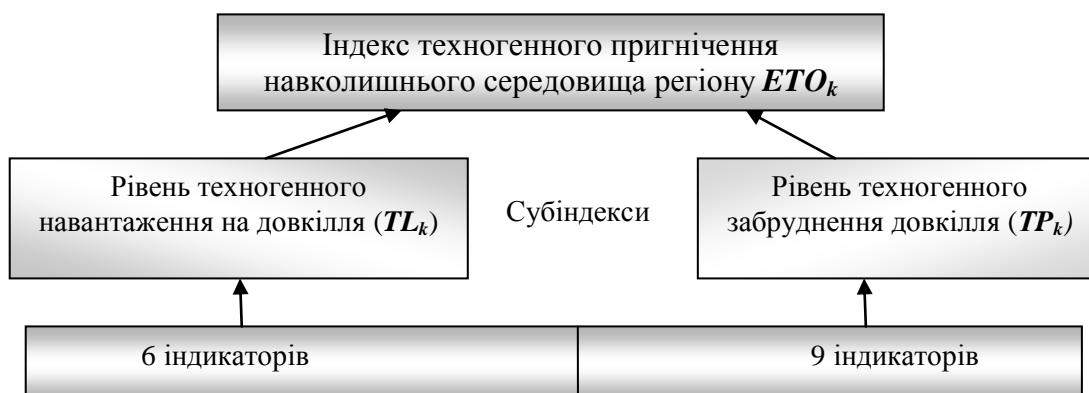 Індекс техногенного пригнічення
навколишнього середовища регіону ETOk
Рівень техногенного
навантаження на довкілля (TLk)
Субіндекси
Рівень техногенного
забруднення довкілля (TPk)
6 індикаторів
9 індикаторів